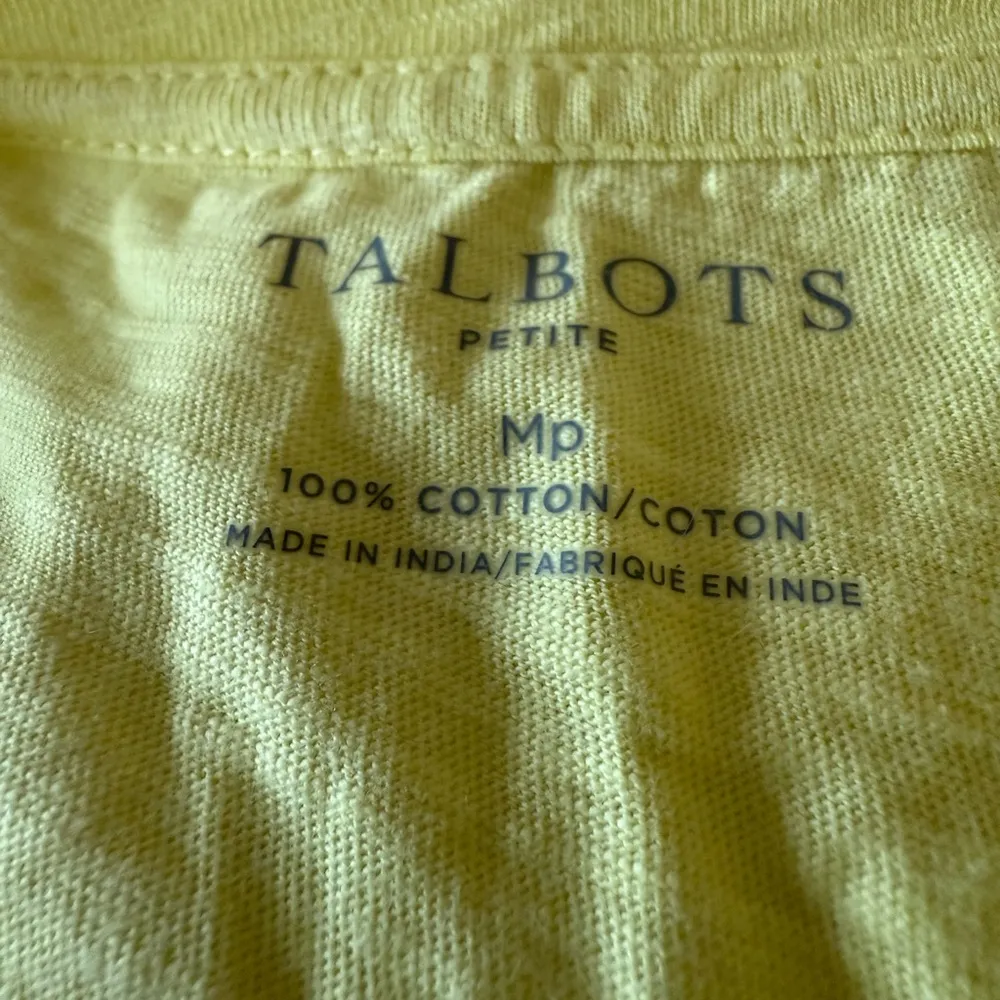 TALBOTS
PETITE
Mp
100% COTTON/COTON
MADE IN INDIA/FABRIQUÉ EN INDE